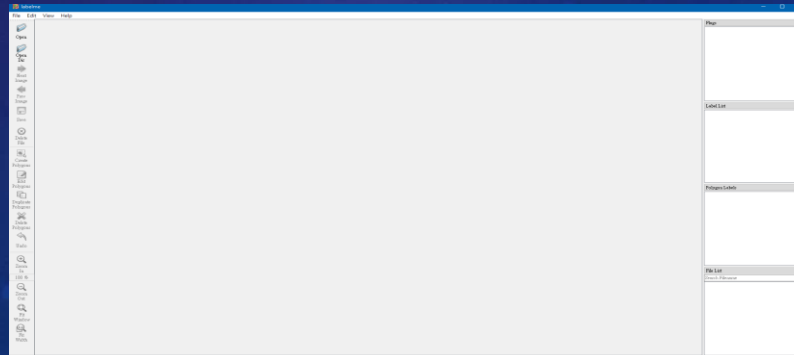 labelme
File Edit View Help
Open
Open
Dir
Next
Image
Prev
Image
Save
Delete
File
Create
Polygons
Edit
Polygons
Duplicate
Polygons
Delete
Polygons
Undo
Zoom
In
100 %
Zoom
Out
Fit
Window
Fit
Width
Flags
Label List
Polygon Labels
File List
Search Filename